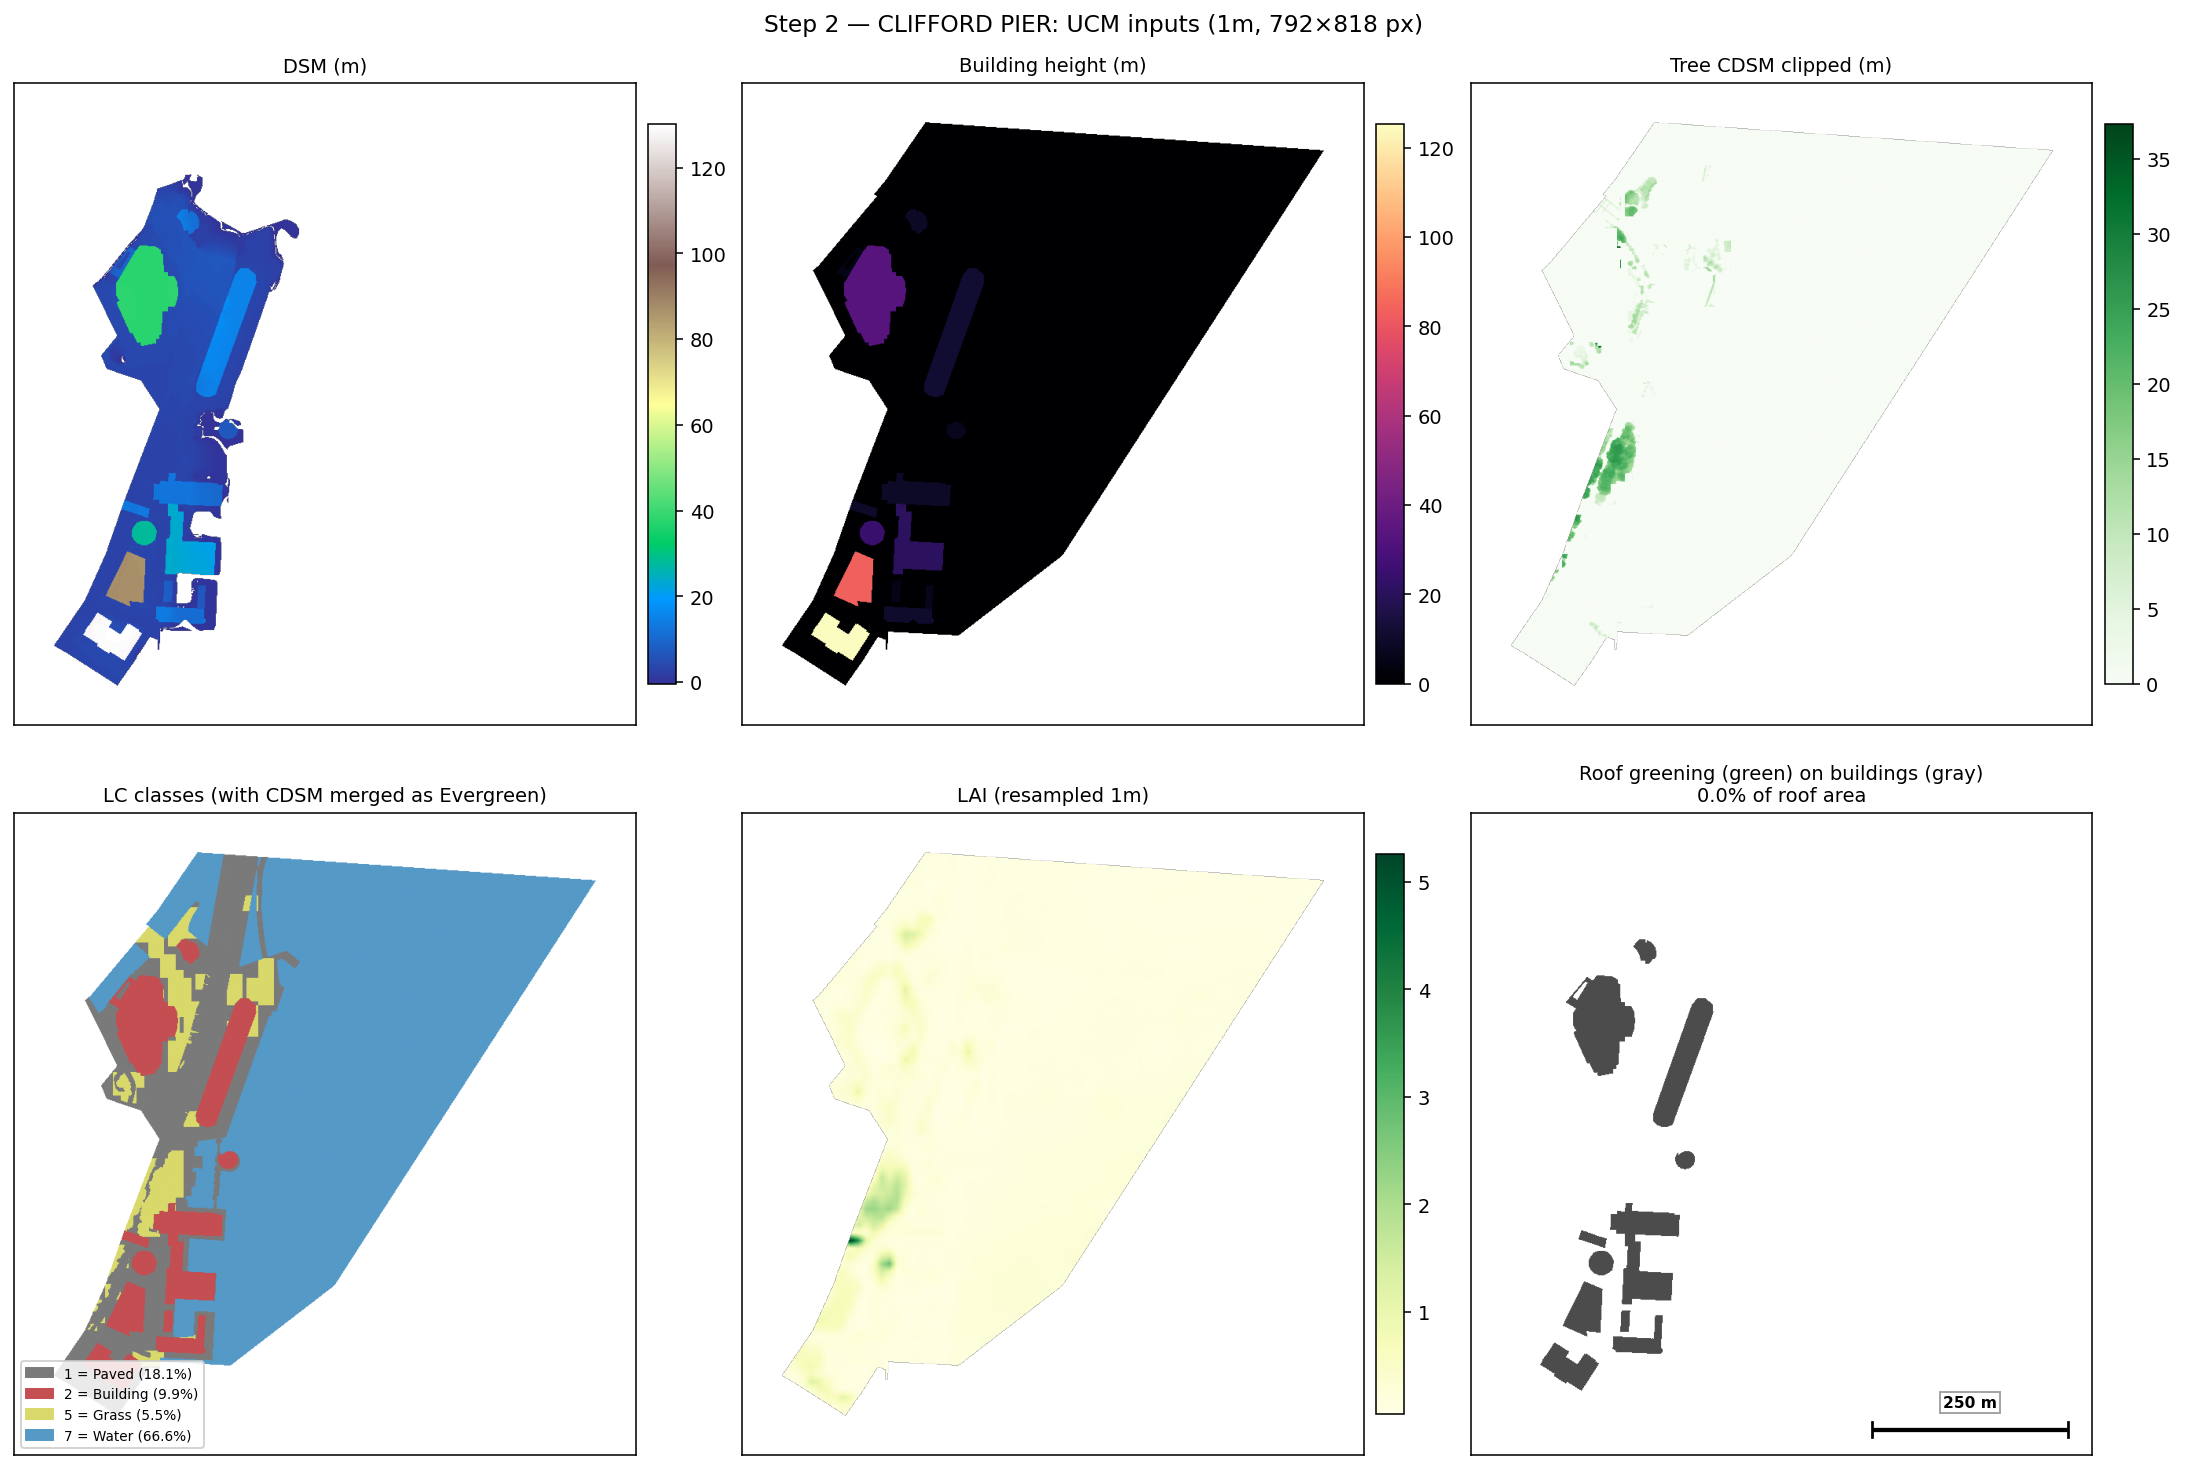 Step 2 — CLIFFORD PIER: UCM inputs (1m, 792×818 px)
DSM (m)
120
100
80
60
40
20
0
Building height (m)
120
100
80
60
40
20
0
Tree CDSM clipped (m)
35
30
25
20
15
10
5
0
LC classes (with CDSM merged as Evergreen)
1 = Paved (18.1%)
2 = Building (9.9%)
5 = Grass (5.5%)
7 = Water (66.6%)
LAI (resampled 1m)
5
4
3
2
1
Roof greening (green) on buildings (gray)
0.0% of roof area
250 m